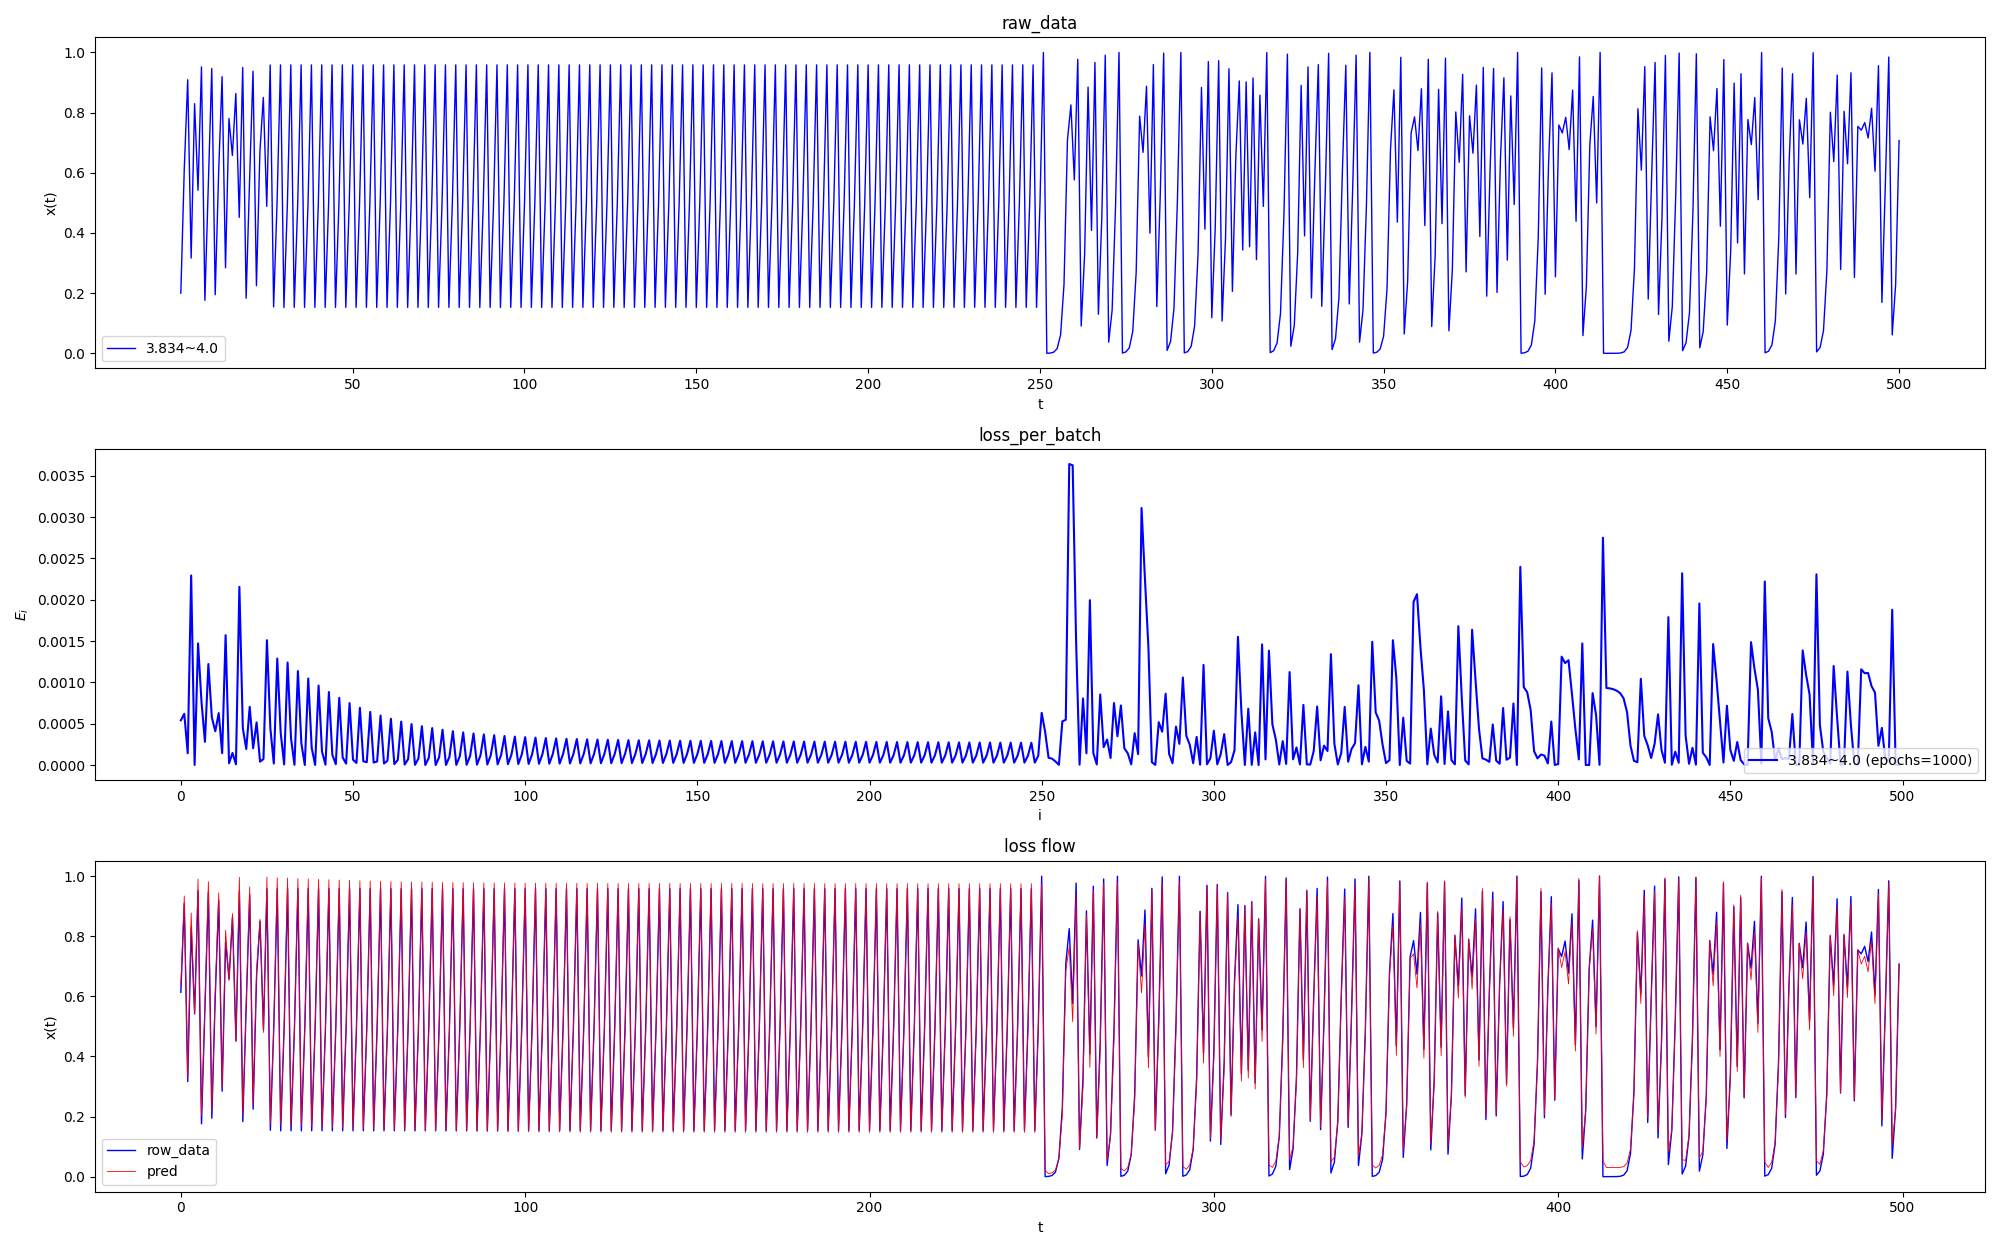 raw_data
1.0
0.8
0.6
0.4
0.2
0.0
x(t)
3.834~4.0
50 100 150 200 250 300 350 400 450 500
t
loss_per_batch
0.0035
0.0030
0.0025
0.0020
0.0015
0.0010
0.0005
0.0000
E_i
3.834~4.0 (epochs=1000)
0 50 100 150 200 250 300 350 400 450 500
i
loss flow
1.0
0.8
0.6
0.4
0.2
0.0
x(t)
row_data
pred
0 100 200 300 400 500
t